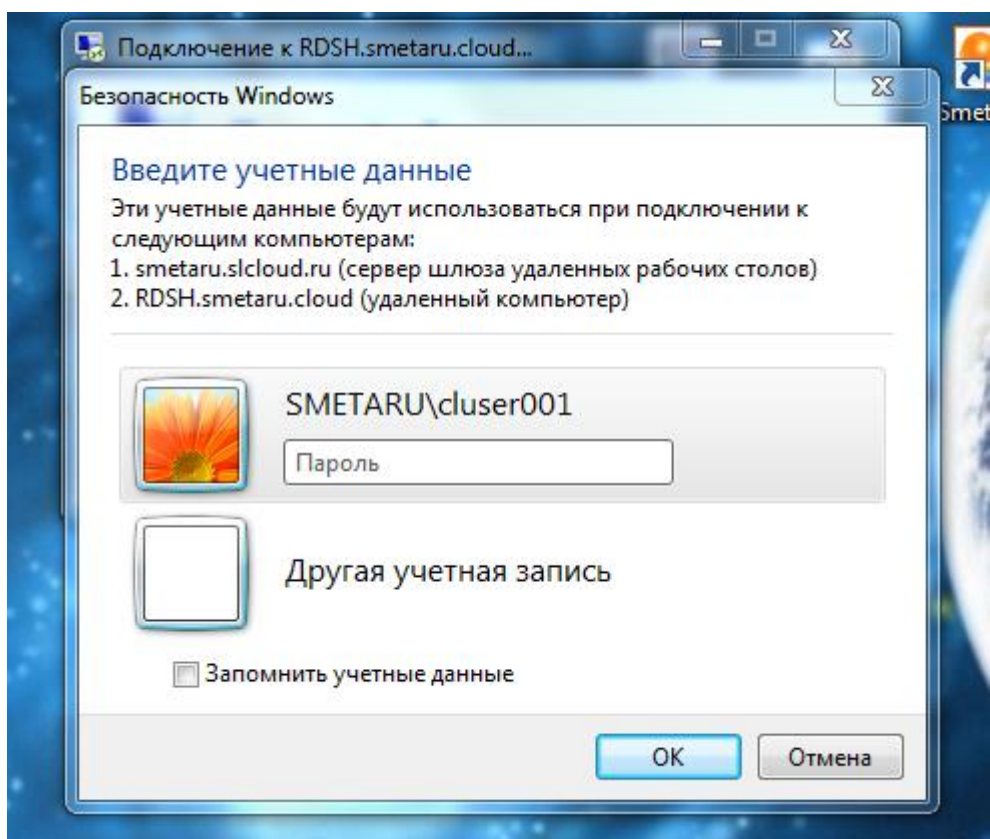 Подключение к RDSH.smetaru.cloud...
Безопасность Windows
Smet
Введите учетные данные
Эти учетные данные будут использоваться при подключении к
следующим компьютерам:
1. smetaru.slcloud.ru (сервер шлюза удаленных рабочих столов)
2. RDSH.smetaru.cloud (удаленный компьютер)
SMETARU\cluser001
Пароль
Другая учетная запись
Запомнить учетные данные
ОК
Отмена